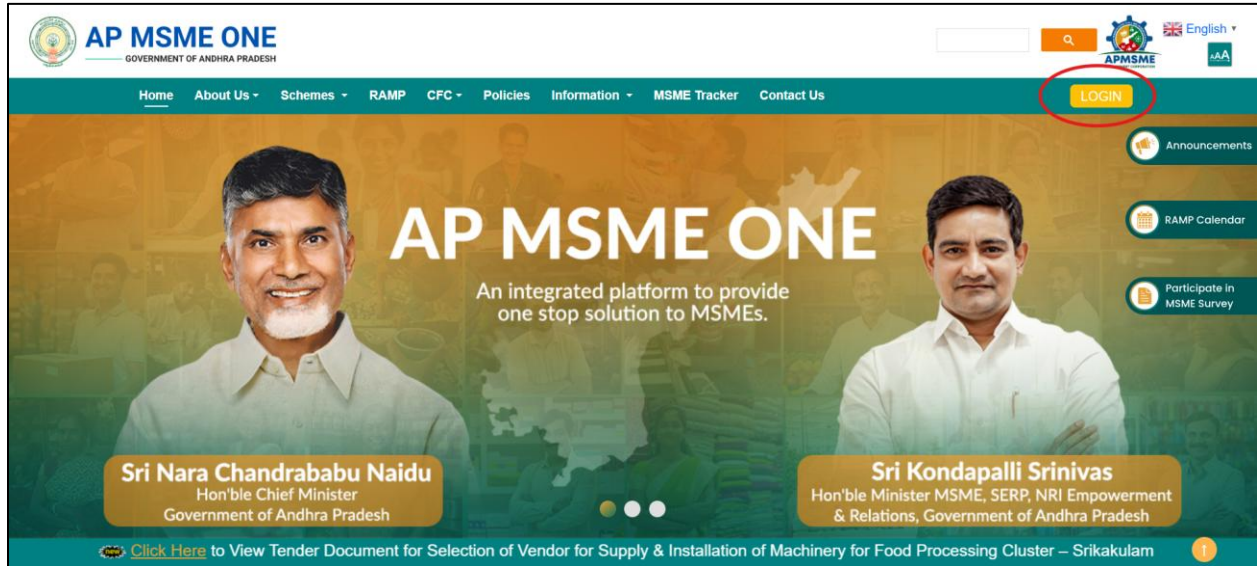 AP MSME ONE
GOVERNMENT OF ANDHRA PRADESH
APMSME
English
AAA
Home About Us Schemes RAMP CFC Policies Information MSME Tracker Contact Us LOGIN
Announcements
RAMP Calendar
Participate in
MSME Survey
AP MSME ONE
An integrated platform to provide
one stop solution to MSMEs.
Sri Nara Chandrababu Naidu
Hon'ble Chief Minister
Government of Andhra Pradesh
Sri Kondapalli Srinivas
Hon'ble Minister MSME, SERP, NRI Empowerment
& Relations, Government of Andhra Pradesh
Click Here to View Tender Document for Selection of Vendor for Supply & Installation of Machinery for Food Processing Cluster – Srikakulam